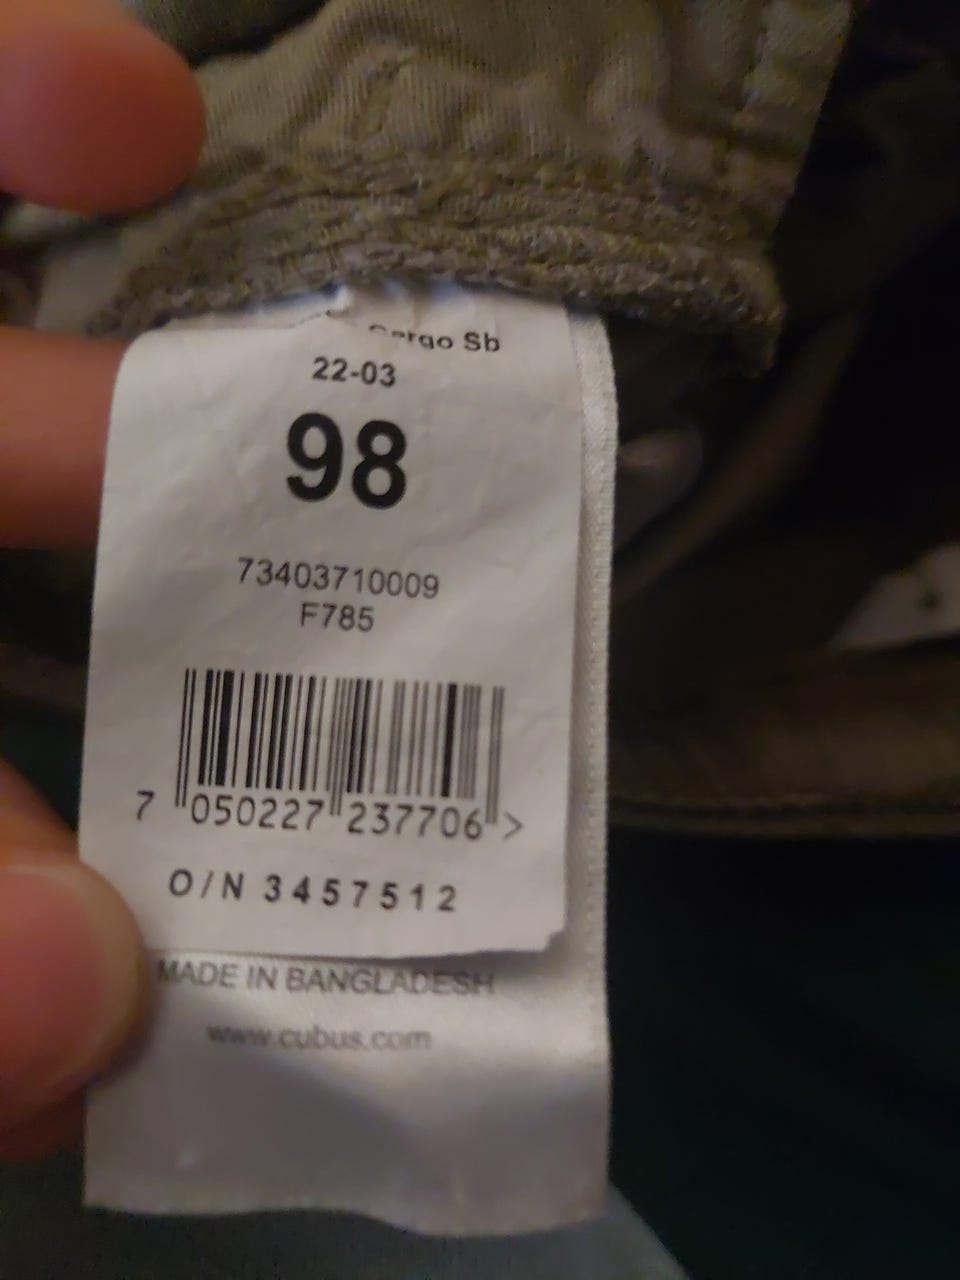 Cargo Sb
22-03
98
73403710009
F785
7 050227 237706 >
O/N 3457512
MADE IN BANGLADESH
www.cubus.com